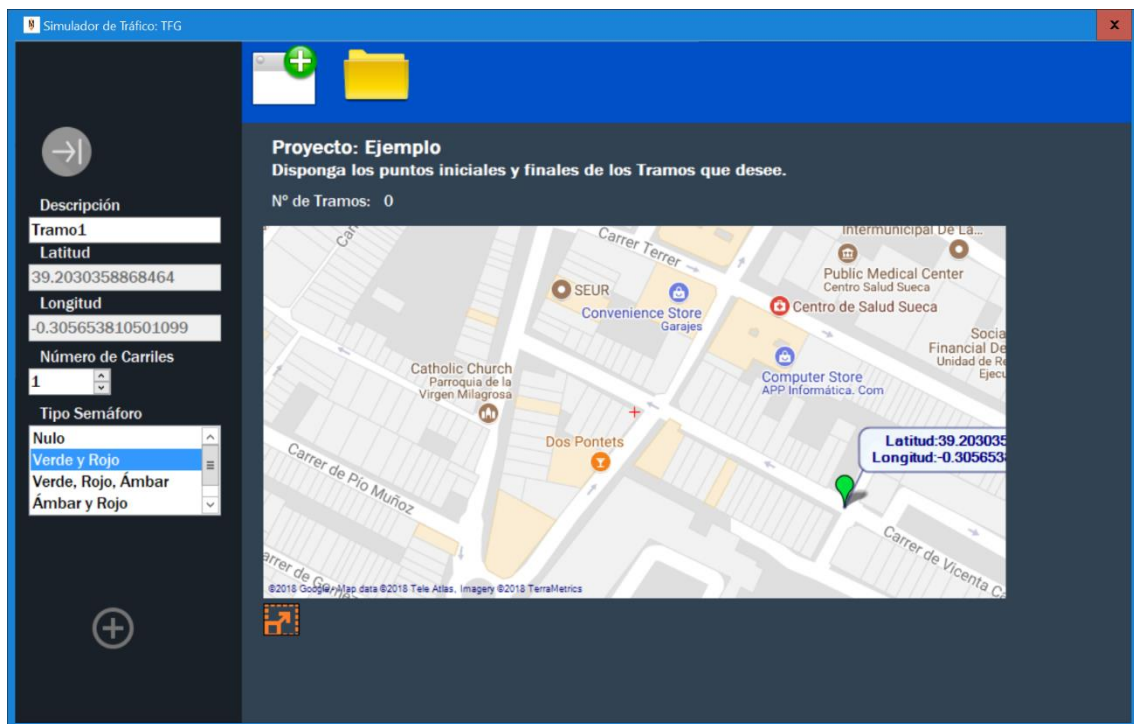 Simulador de Tráfico: TFG
x
Proyecto: Ejemplo
Disponga los puntos iniciales y finales de los Tramos que desee.
Nº de Tramos: 0
Descripción
Tramo1
Latitud
39.2030358868464
Longitud
-0.305653810501099
Número de Carriles
1
Tipo Semáforo
Nulo
Verde y Rojo
Verde, Rojo, Ámbar
Ámbar y Rojo
Intermunicipal De La...
Carrer Terrer
Public Medical Center
Centro Salud Sueca
SEUR
Convenience Store
Garajes
Centro de Salud Sueca
Catholic Church
Parroquia de la
Virgen Milagrosa
Computer Store
APP Informática. Com
Dos Pontets
Latitud:39.203035
Longitud:-0.305653
Carrer de Pío Muñoz
Carrer de Vicenta
©2018 Google, Map data ©2018 Tele Atlas, Imagery ©2018 TerraMetrics